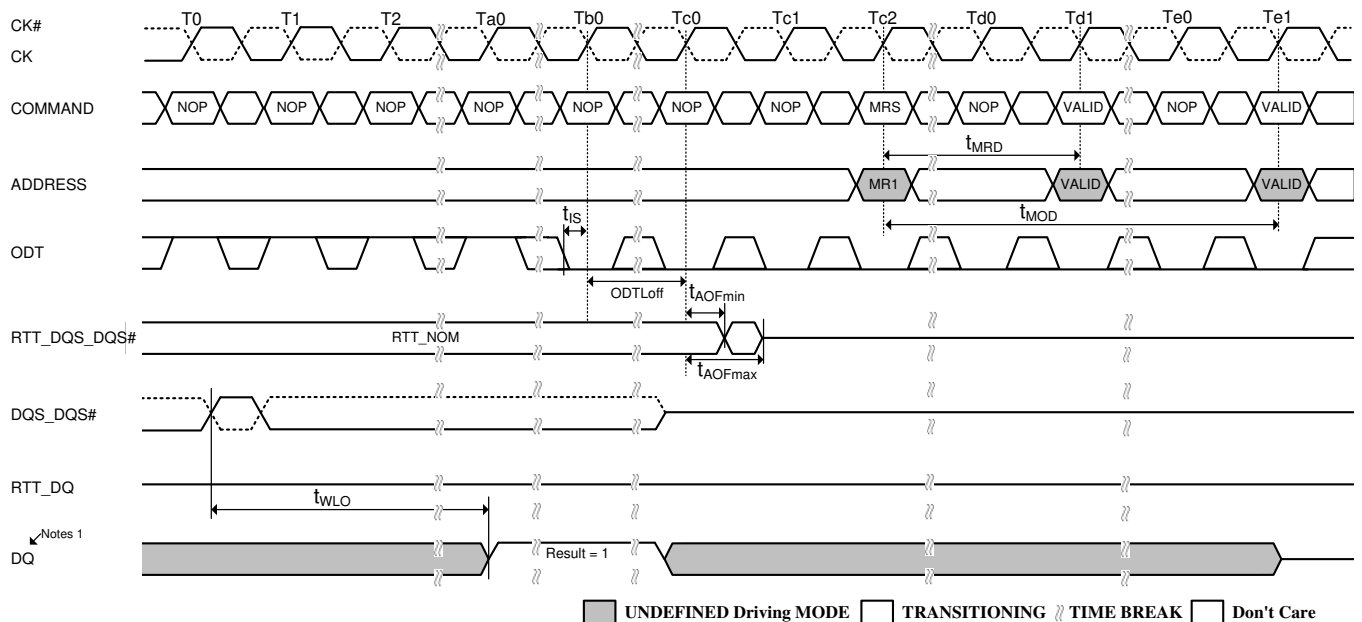 T0 T1 T2 Ta0 Tb0 Tc0 Tc1 Tc2 Td0 Td1 Te0 Te1
CK#
CK
COMMAND NOP NOP NOP NOP NOP NOP NOP MRS NOP VALID NOP VALID
tMRD
ADDRESS MR1 VALID VALID
tIS tMOD
ODT
ODTLoff tAOFmin
RTT_DQS_DQS# RTT_NOM
tAOFmax
DQS_DQS#
RTT_DQ
tWLO
Notes 1
DQ Result = 1
UNDEFINED Driving MODE TRANSITIONING TIME BREAK Don't Care